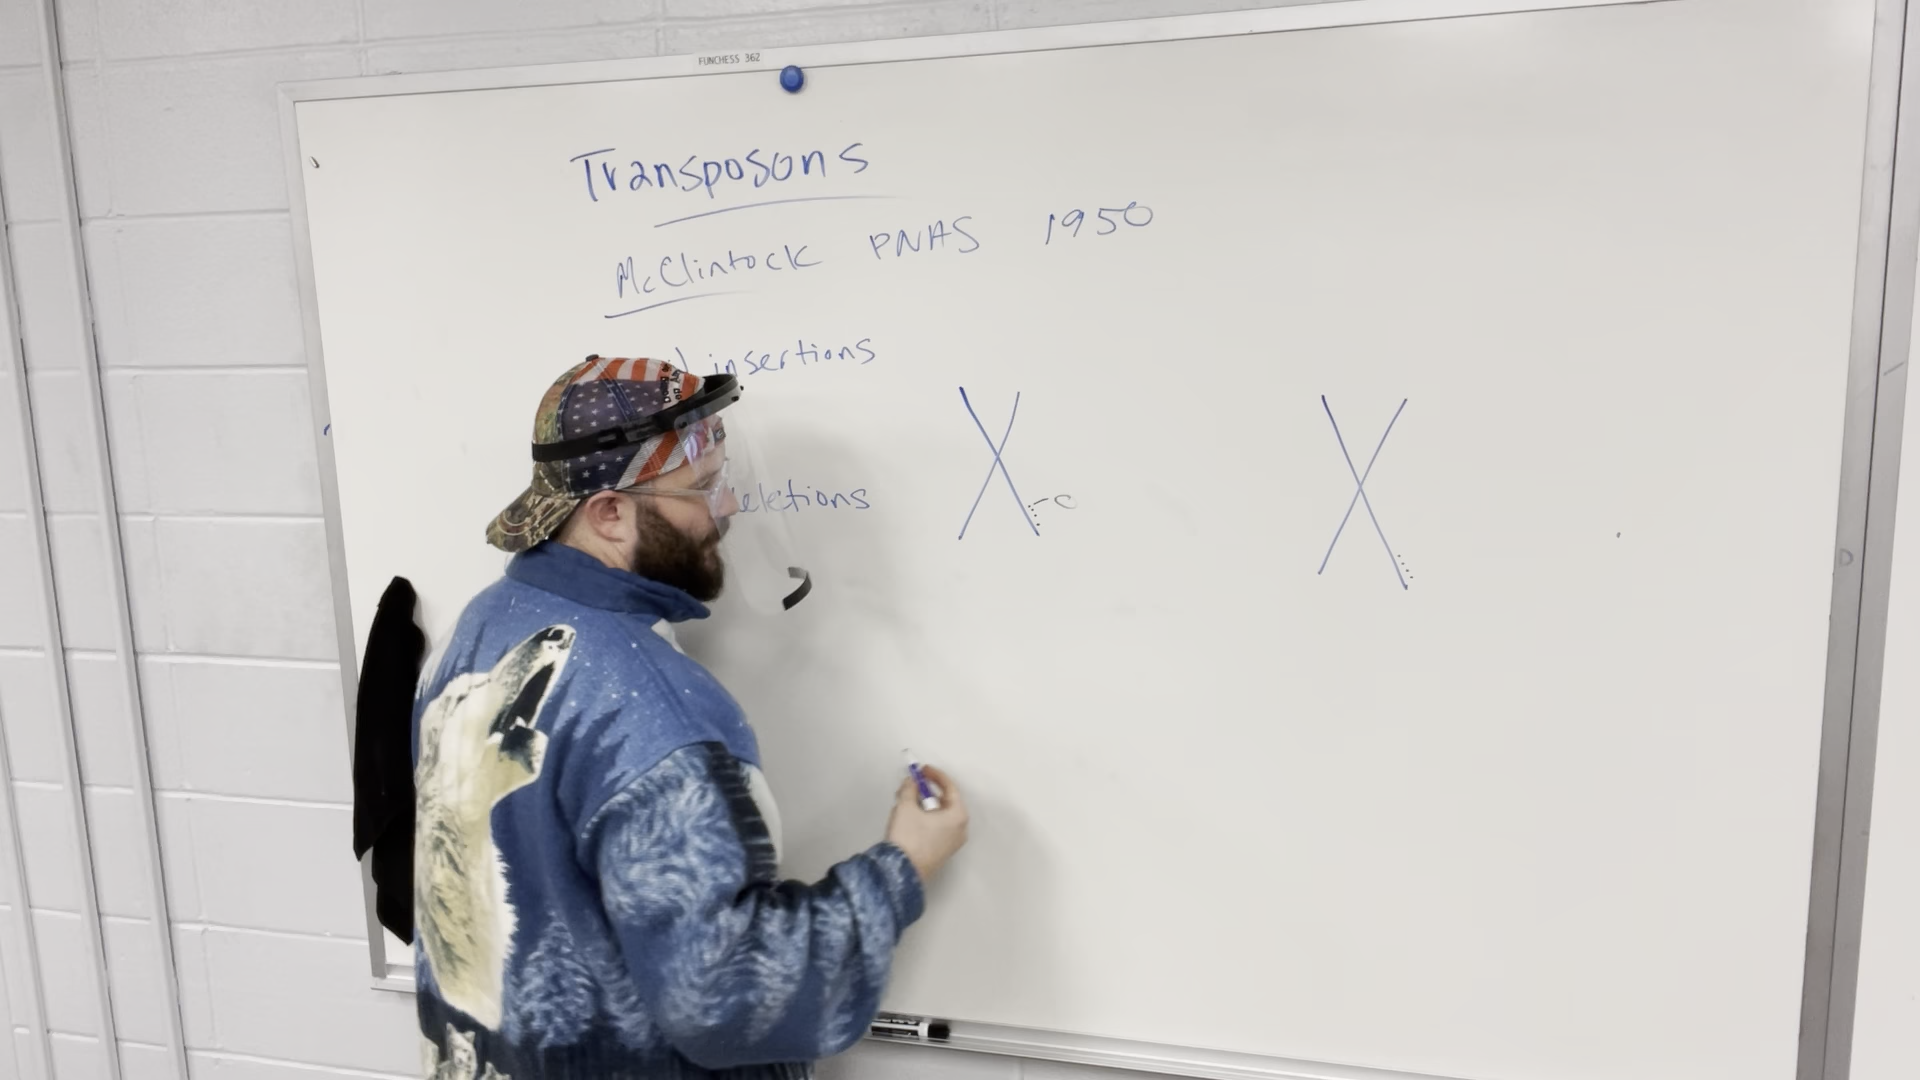 FUNCHESS 362
Transposons
McClintock PNAS 1950
insertions
eletions
c